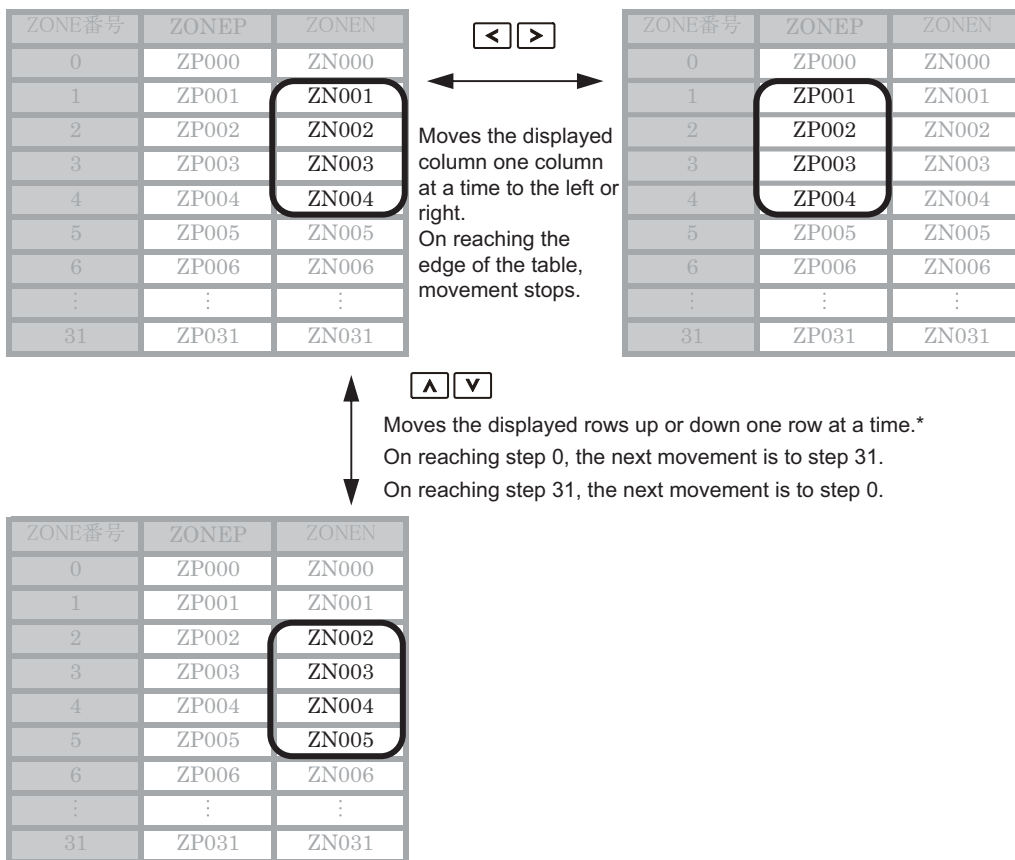 ZONE番号 ZONEP ZONEN
0 ZP000 ZN000
1 ZP001 ZN001
2 ZP002 ZN002
3 ZP003 ZN003
4 ZP004 ZN004
5 ZP005 ZN005
6 ZP006 ZN006
⋮ ⋮ ⋮
31 ZP031 ZN031
< >
Moves the displayed
column one column
at a time to the left or
right.
On reaching the
edge of the table,
movement stops.
ZONE番号 ZONEP ZONEN
0 ZP000 ZN000
1 ZP001 ZN001
2 ZP002 ZN002
3 ZP003 ZN003
4 ZP004 ZN004
5 ZP005 ZN005
6 ZP006 ZN006
⋮ ⋮ ⋮
31 ZP031 ZN031
∧ ∨
Moves the displayed rows up or down one row at a time.*
On reaching step 0, the next movement is to step 31.
On reaching step 31, the next movement is to step 0.
ZONE番号 ZONEP ZONEN
0 ZP000 ZN000
1 ZP001 ZN001
2 ZP002 ZN002
3 ZP003 ZN003
4 ZP004 ZN004
5 ZP005 ZN005
6 ZP006 ZN006
⋮ ⋮ ⋮
31 ZP031 ZN031